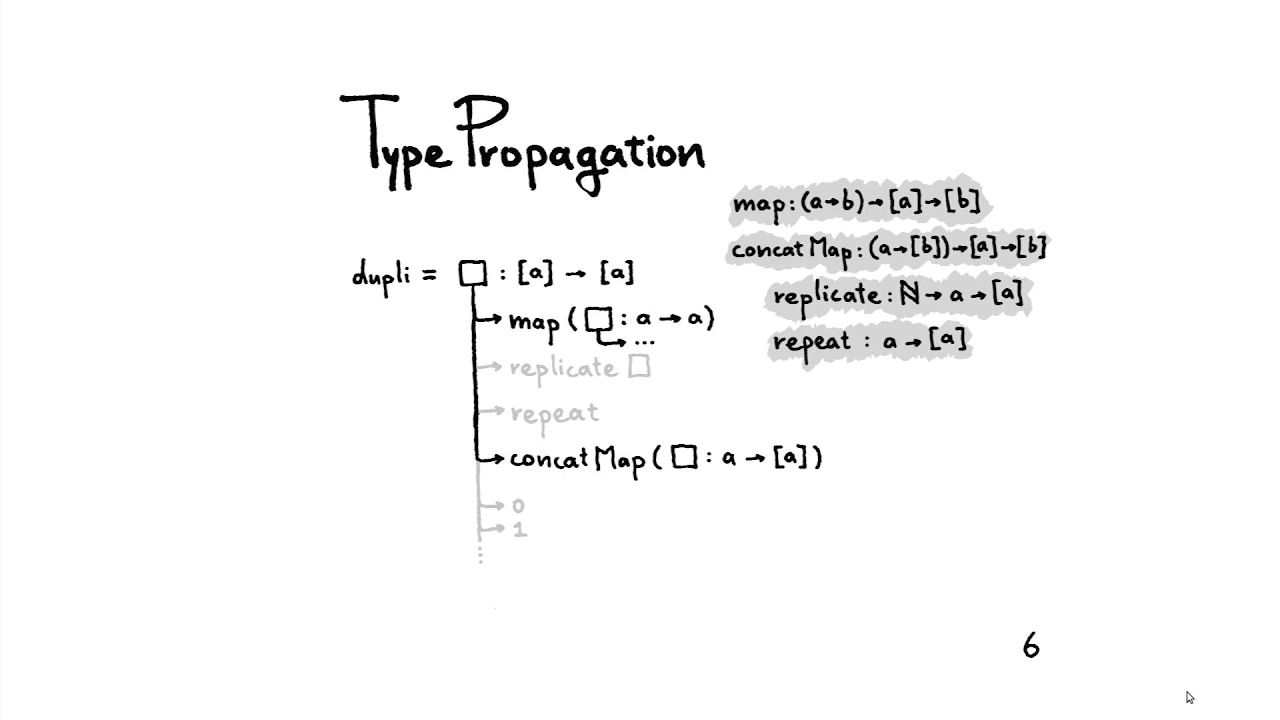 Type Propagation
map : (a→b)→[a]→[b]
concatMap : (a→[b])→[a]→[b]
replicate : ℕ→ a →[a]
repeat : a →[a]
dupli = □ : [a] → [a]
map ( □ : a → a )
...
replicate □
repeat
concatMap ( □ : a → [a] )
0
1
⋮
6